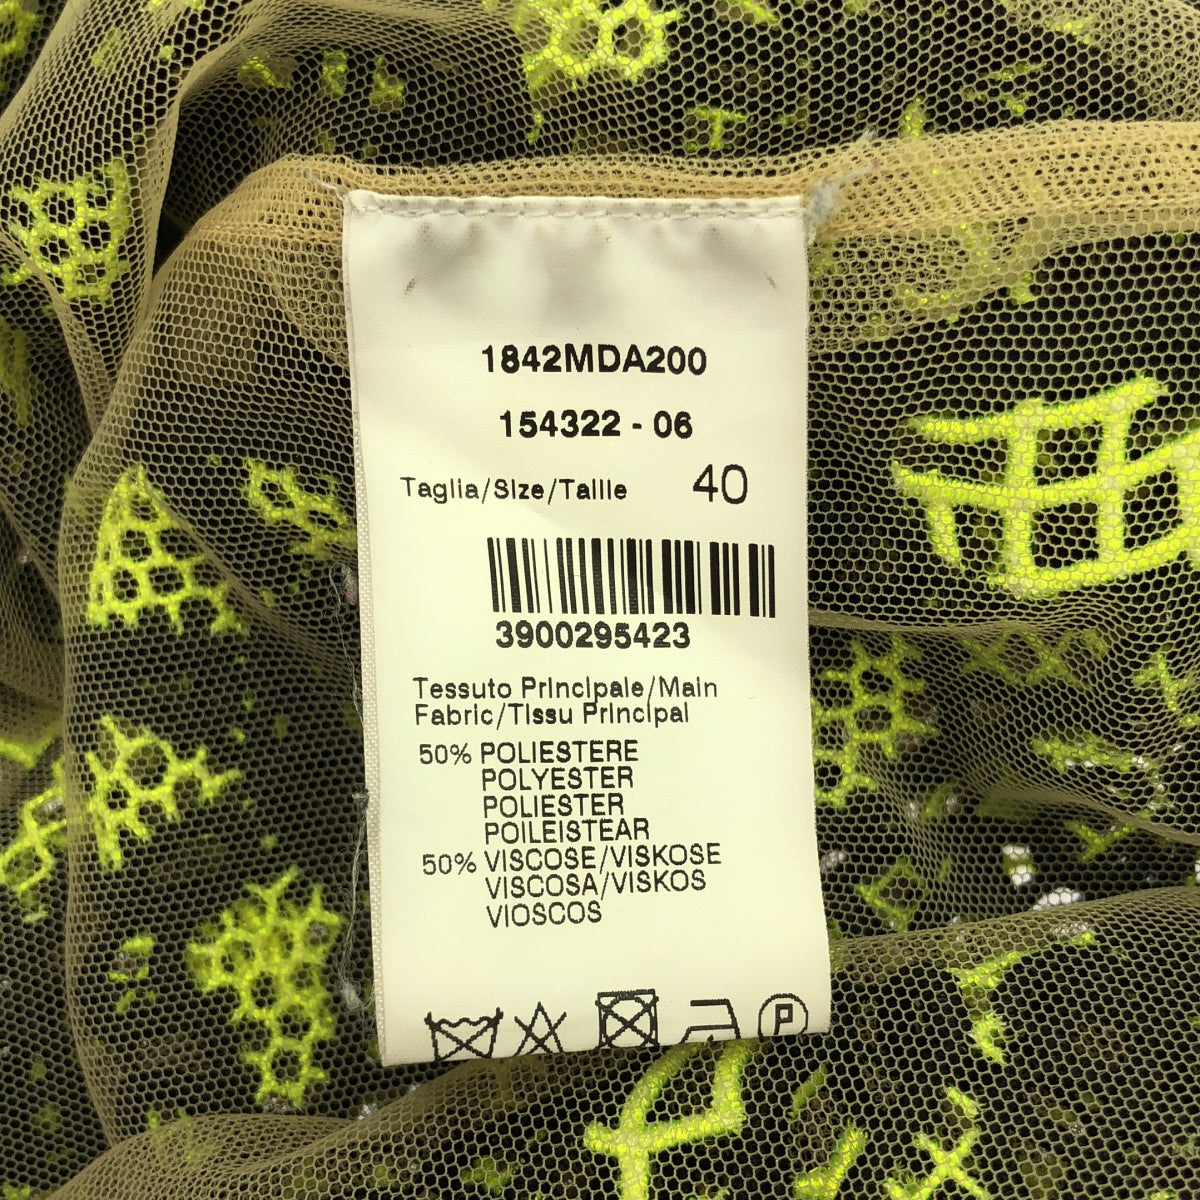 1842MDA200
154322 - 06
Taglia/Size/Taille 40
3900295423
Tessuto Principale/Main
Fabric/Tissu Principal
50% POLIESTERE
POLYESTER
POLIESTER
POILEISTEAR
50% VISCOSE/VISKOSE
VISCOSA/VISKOS
VIOSCOS
P